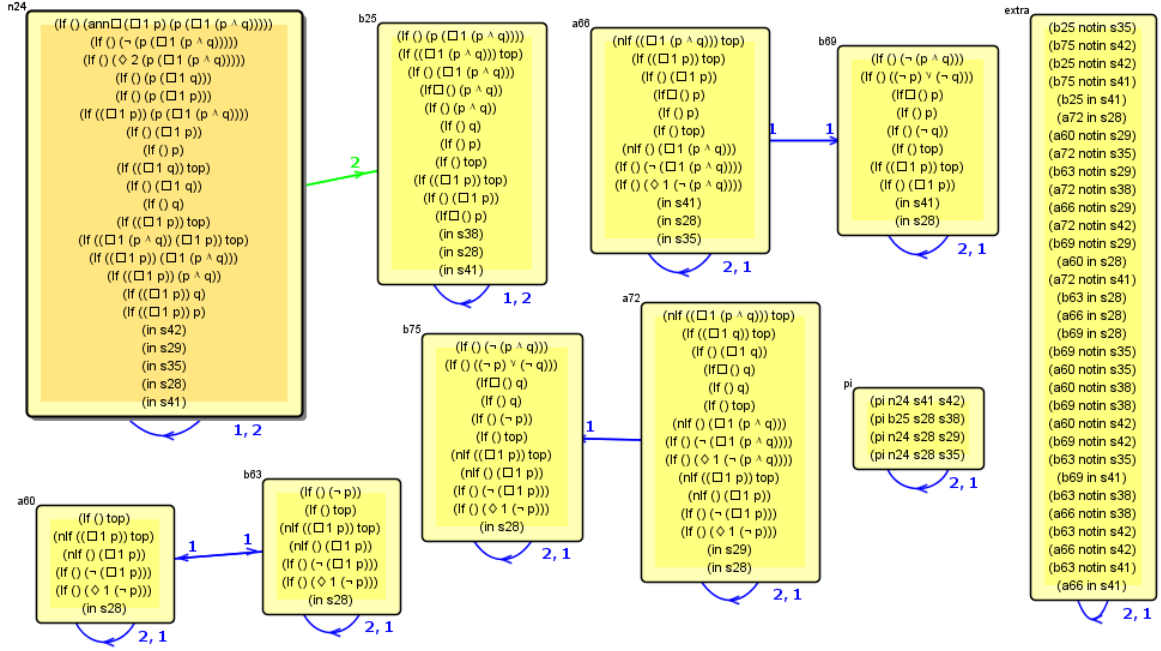 n24
(lf () (ann□ (□ 1 p) (p (□ 1 (p ∧ q)))))
(lf () (¬ (p (□ 1 (p ∧ q)))))
(lf () (◇ 2 (p (□ 1 (p ∧ q)))))
(lf () (p (□ 1 q)))
(lf () (p (□ 1 p)))
(lf ((□ 1 p)) (p (□ 1 (p ∧ q))))
(lf () (□ 1 p))
(lf () p)
(lf ((□ 1 q)) top)
(lf () (□ 1 q))
(lf () q)
(lf ((□ 1 p)) top)
(lf ((□ 1 (p ∧ q)) (□ 1 p)) top)
(lf ((□ 1 p)) (□ 1 (p ∧ q)))
(lf ((□ 1 p)) (p ∧ q))
(lf ((□ 1 p)) q)
(lf ((□ 1 p)) p)
(in s42)
(in s29)
(in s35)
(in s28)
(in s41)
1, 2
2
b25
(lf () (p (□ 1 (p ∧ q))))
(lf ((□ 1 (p ∧ q))) top)
(lf () (□ 1 (p ∧ q)))
(lf□ () (p ∧ q))
(lf () (p ∧ q))
(lf () q)
(lf () p)
(lf () top)
(lf ((□ 1 p)) top)
(lf () (□ 1 p))
(lf□ () p)
(in s38)
(in s28)
(in s41)
1, 2
a66
(nlf ((□ 1 (p ∧ q))) top)
(lf ((□ 1 p)) top)
(lf () (□ 1 p))
(lf□ () p)
(lf () p)
(lf () top)
(nlf () (□ 1 (p ∧ q)))
(lf () (¬ (□ 1 (p ∧ q))))
(lf () (◇ 1 (¬ (p ∧ q))))
(in s41)
(in s28)
(in s35)
2, 1
1
1
b69
(lf () (¬ (p ∧ q)))
(lf () ((¬ p) ∨ (¬ q)))
(lf□ () p)
(lf () p)
(lf () (¬ q))
(lf () top)
(lf ((□ 1 p)) top)
(lf () (□ 1 p))
(in s41)
(in s28)
2, 1
extra
(b25 notin s35)
(b75 notin s42)
(b25 notin s42)
(b75 notin s41)
(b25 in s41)
(a72 in s28)
(a60 notin s29)
(a72 notin s35)
(b63 notin s29)
(a72 notin s38)
(a66 notin s29)
(a72 notin s42)
(b69 notin s29)
(a60 in s28)
(a72 notin s41)
(b63 in s28)
(a66 in s28)
(b69 in s28)
(b69 notin s35)
(a60 notin s35)
(a60 notin s38)
(b69 notin s38)
(a60 notin s42)
(b69 notin s42)
(b63 notin s35)
(b69 in s41)
(b63 notin s38)
(a66 notin s38)
(b63 notin s42)
(a66 notin s42)
(b63 notin s41)
(a66 in s41)
2, 1
b75
(lf () (¬ (p ∧ q)))
(lf () ((¬ p) ∨ (¬ q)))
(lf□ () q)
(lf () q)
(lf () (¬ p))
(lf () top)
(nlf ((□ 1 p)) top)
(nlf () (□ 1 p))
(lf () (¬ (□ 1 p)))
(lf () (◇ 1 (¬ p)))
(in s28)
2, 1
1
a72
(nlf ((□ 1 (p ∧ q))) top)
(lf ((□ 1 q)) top)
(lf () (□ 1 q))
(lf□ () q)
(lf () q)
(lf () top)
(nlf () (□ 1 (p ∧ q)))
(lf () (¬ (□ 1 (p ∧ q))))
(lf () (◇ 1 (¬ (p ∧ q))))
(nlf ((□ 1 p)) top)
(nlf () (□ 1 p))
(lf () (¬ (□ 1 p)))
(lf () (◇ 1 (¬ p)))
(in s29)
(in s28)
2, 1
pi
(pi n24 s41 s42)
(pi b25 s28 s38)
(pi n24 s28 s29)
(pi n24 s28 s35)
2, 1
a60
(lf () top)
(nlf ((□ 1 p)) top)
(nlf () (□ 1 p))
(lf () (¬ (□ 1 p)))
(lf () (◇ 1 (¬ p)))
(in s28)
2, 1
1
1
b63
(lf () (¬ p))
(lf () top)
(nlf ((□ 1 p)) top)
(nlf () (□ 1 p))
(lf () (¬ (□ 1 p)))
(lf () (◇ 1 (¬ p)))
(in s28)
2, 1